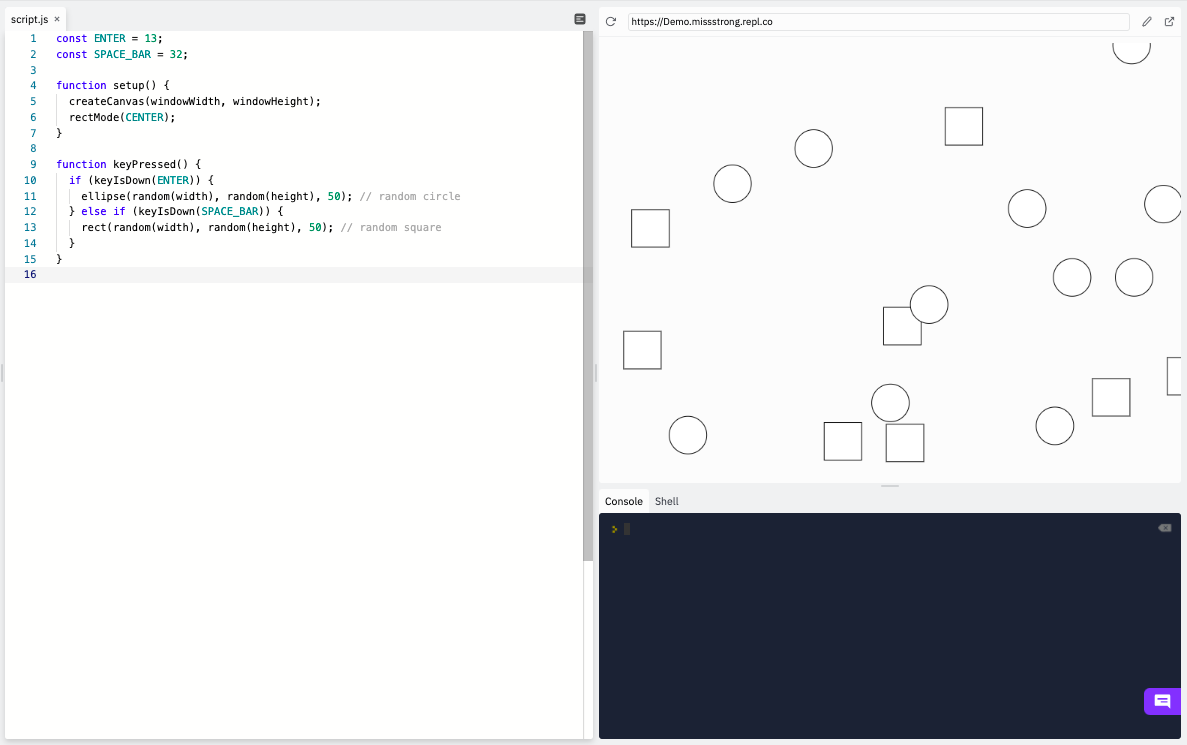 script.js ×
https://Demo.missstrong.repl.co
1 const ENTER = 13;
2 const SPACE_BAR = 32;
3
4 function setup() {
5   createCanvas(windowWidth, windowHeight);
6   rectMode(CENTER);
7 }
8
9 function keyPressed() {
10   if (keyIsDown(ENTER)) {
11     ellipse(random(width), random(height), 50); // random circle
12   } else if (keyIsDown(SPACE_BAR)) {
13     rect(random(width), random(height), 50); // random square
14   }
15 }
16
Console Shell